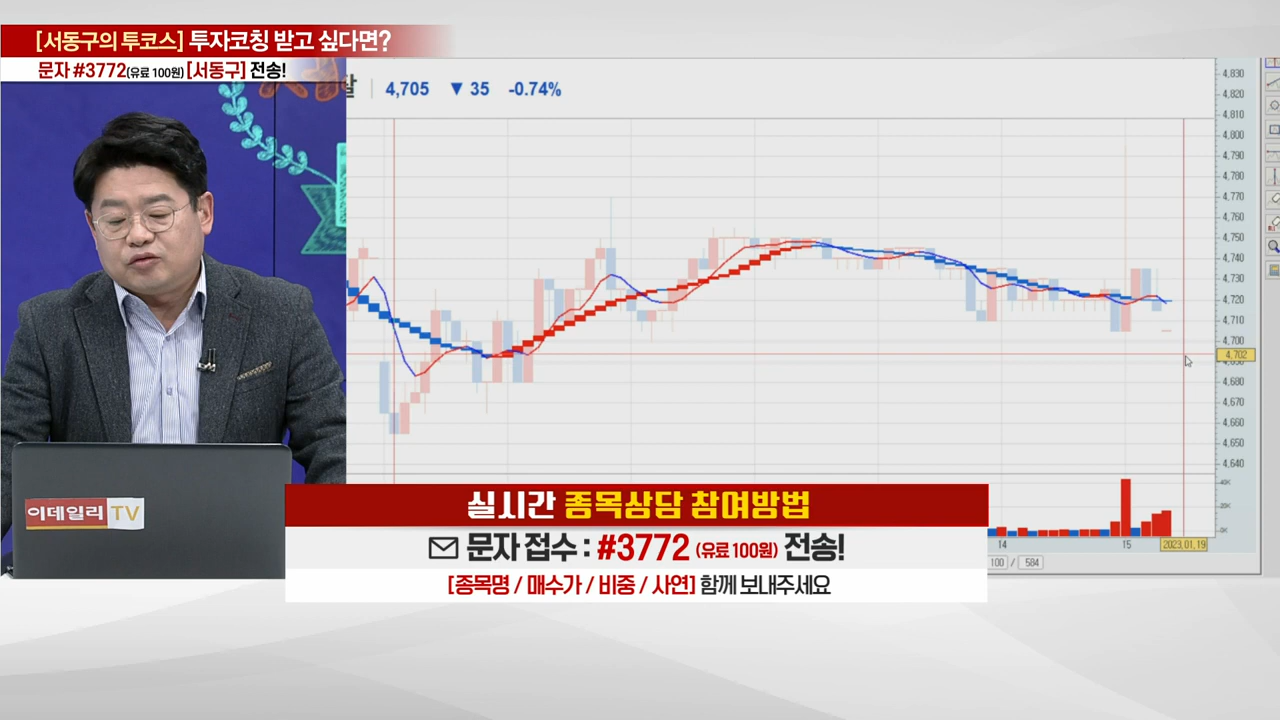 [서동구의 투코스] 투자코칭 받고 싶다면?
문자 #3772(유료 100원) [서동구] 전송!
4,705 ▼ 35 -0.74%
4,830
4,820
4,810
4,800
4,790
4,780
4,770
4,760
4,750
4,740
4,730
4,720
4,710
4,700
4,702
4,680
4,670
4,660
4,650
4,640
40K
20K
0K
14 15 2023,01,19
100 / 584
이데일리 TV
실시간 종목상담 참여방법
문자 접수 : #3772 (유료 100원) 전송!
[종목명 / 매수가 / 비중 / 사연] 함께 보내주세요